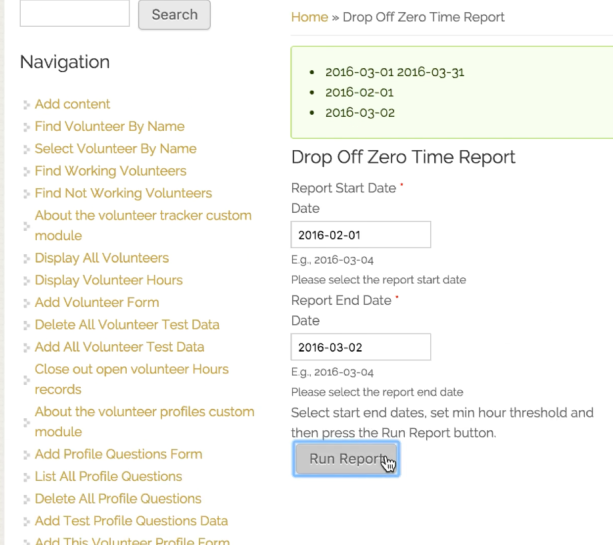 Search
Navigation
Add content
Find Volunteer By Name
Select Volunteer By Name
Find Working Volunteers
Find Not Working Volunteers
About the volunteer tracker custom
module
Display All Volunteers
Display Volunteer Hours
Add Volunteer Form
Delete All Volunteer Test Data
Add All Volunteer Test Data
Close out open volunteer Hours
records
About the volunteer profiles custom
module
Add Profile Questions Form
List All Profile Questions
Delete All Profile Questions
Add Test Profile Questions Data
Add This Volunteer Profile Form
Home » Drop Off Zero Time Report
2016-03-01 2016-03-31
2016-02-01
2016-03-02
Drop Off Zero Time Report
Report Start Date *
Date
2016-02-01
E.g., 2016-03-04
Please select the report start date
Report End Date *
Date
2016-03-02
E.g., 2016-03-04
Please select the report end date
Select start end dates, set min hour threshold and
then press the Run Report button.
Run Report